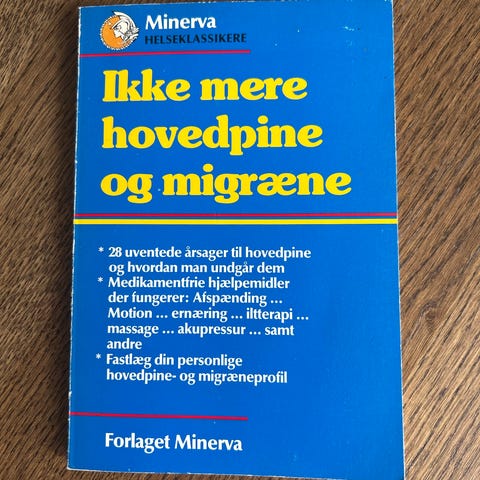 Minerva
HELSEKLASSIKERE
Ikke mere
hovedpine
og migræne
* 28 uventede årsager til hovedpine
og hvordan man undgår dem
* Medikamentfrie hjælpemidler
der fungerer: Afspænding ...
Motion ... ernæring ... iltterapi ...
massage ... akupressur ... samt
andre
* Fastlæg din personlige
hovedpine- og migræneprofil
Forlaget Minerva